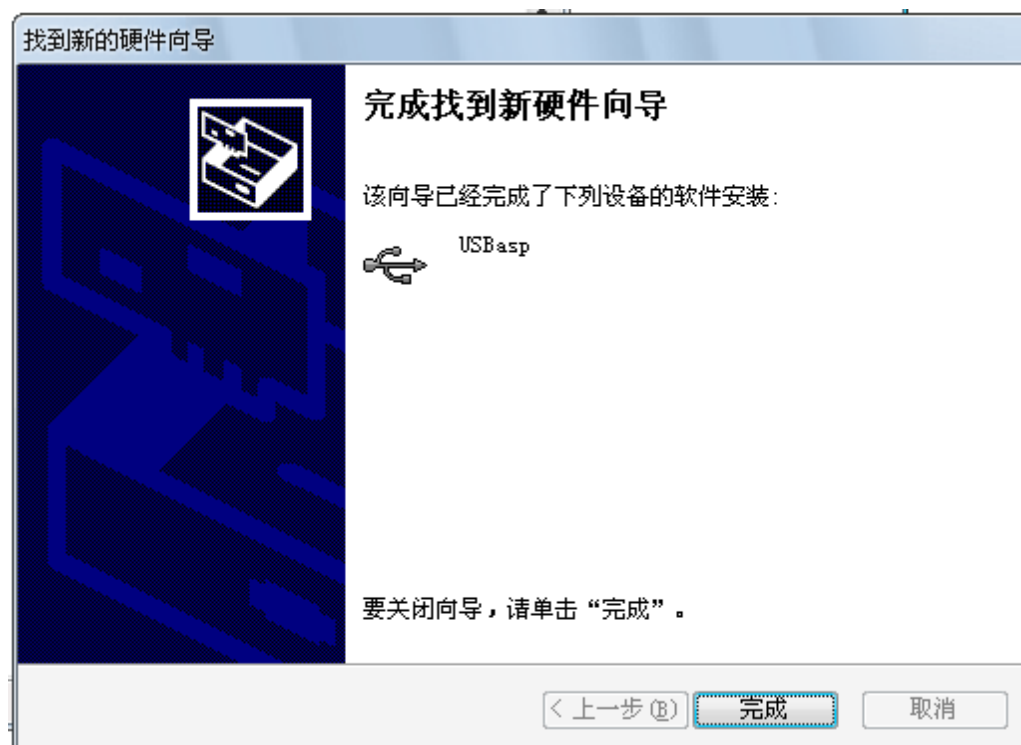 找到新的硬件向导
完成找到新硬件向导
该向导已经完成了下列设备的软件安装:
USBasp
要关闭向导，请单击“完成”。
< 上一步(B) 完成 取消